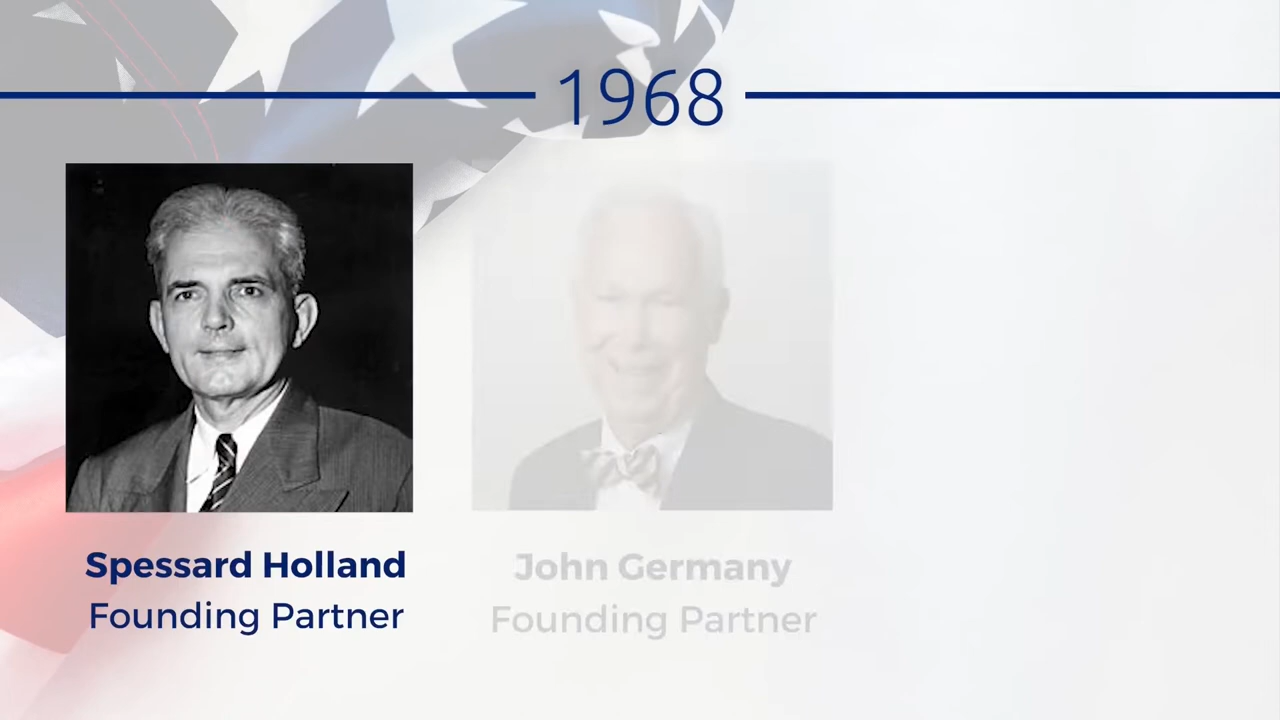 1968
Spessard Holland
Founding Partner
John Germany
Founding Partner